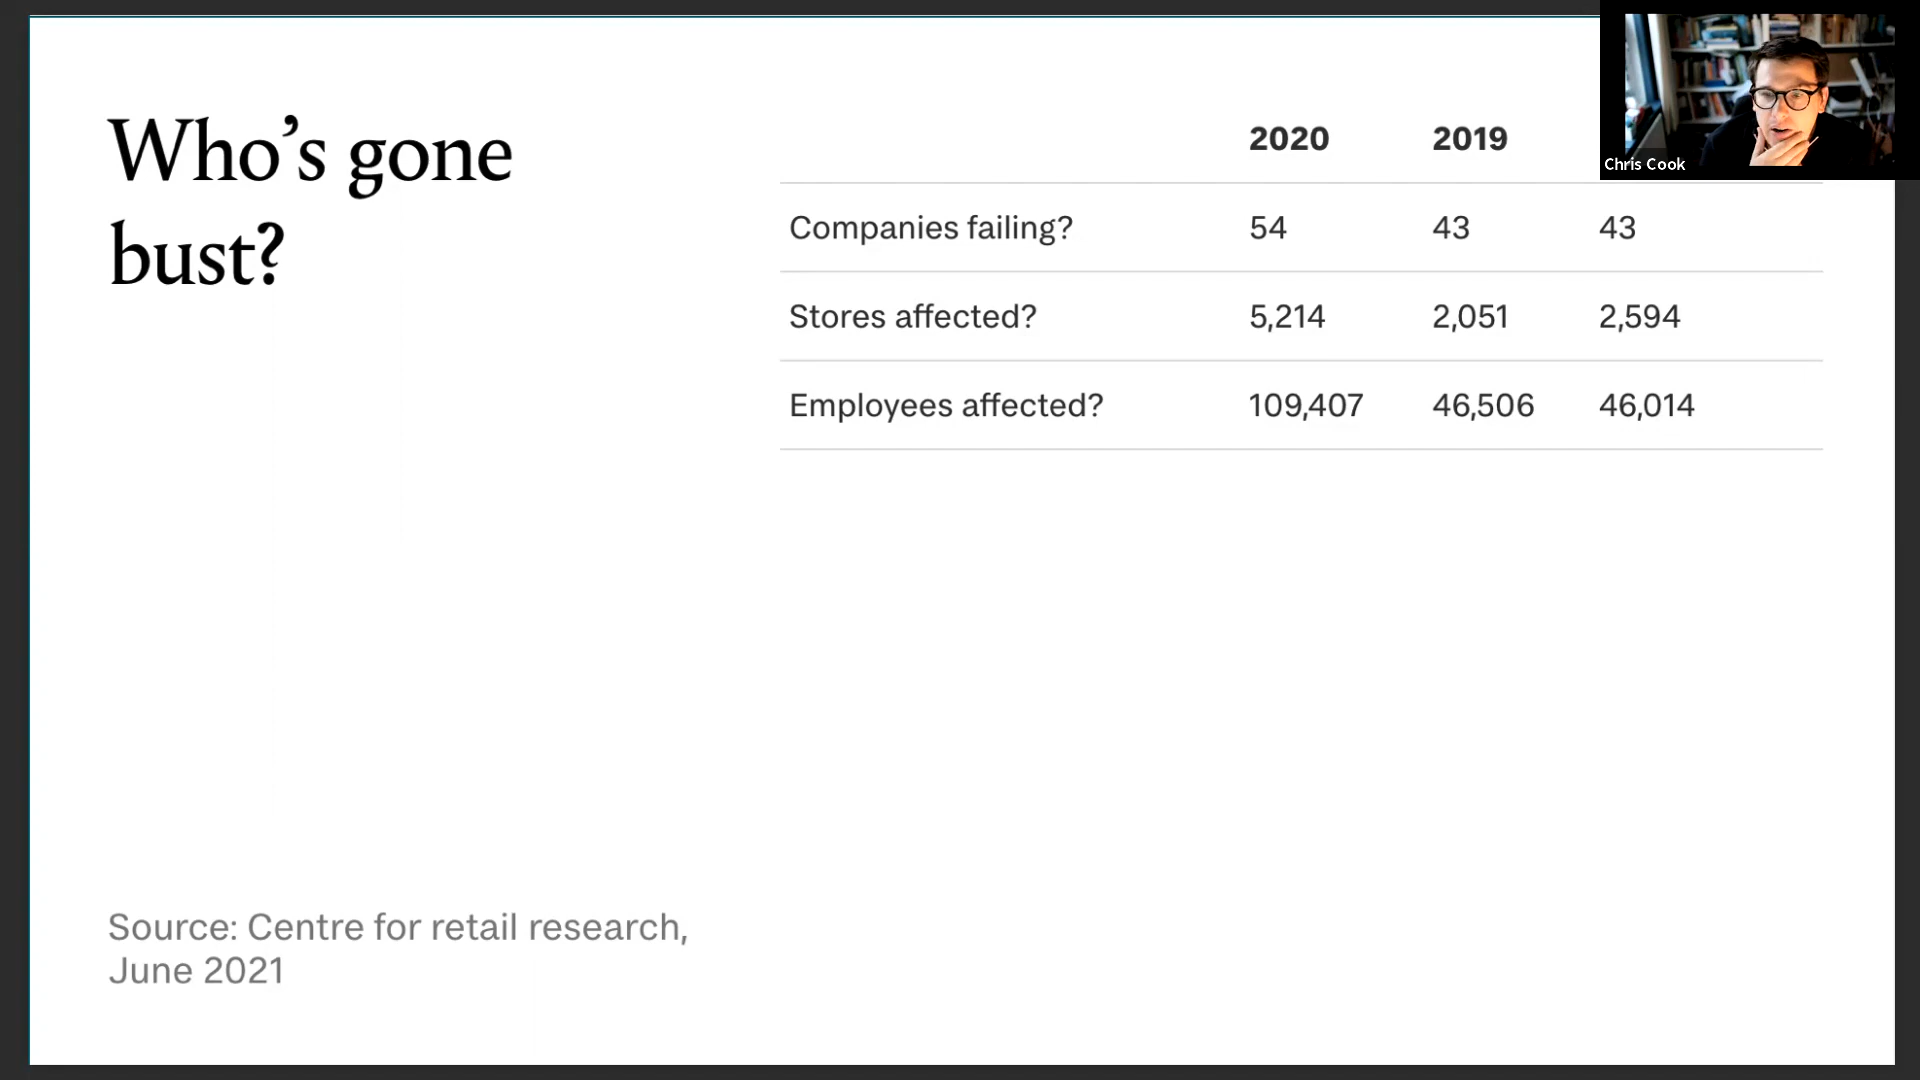 Who’s gone
bust?
2020 2019
Companies failing? 54 43 43
Stores affected? 5,214 2,051 2,594
Employees affected? 109,407 46,506 46,014
Source: Centre for retail research,
June 2021
Chris Cook